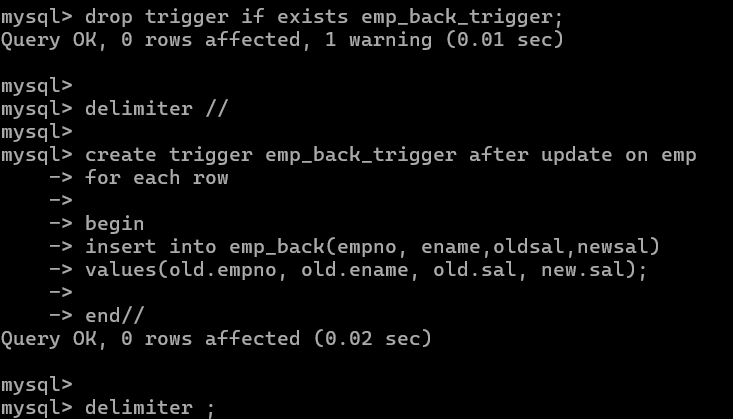 mysql> drop trigger if exists emp_back_trigger;
Query OK, 0 rows affected, 1 warning (0.01 sec)
mysql>
mysql> delimiter //
mysql>
mysql> create trigger emp_back_trigger after update on emp
    -> for each row
    ->
    -> begin
    -> insert into emp_back(empno, ename,oldsal,newsal)
    -> values(old.empno, old.ename, old.sal, new.sal);
    ->
    -> end//
Query OK, 0 rows affected (0.02 sec)
mysql>
mysql> delimiter ;